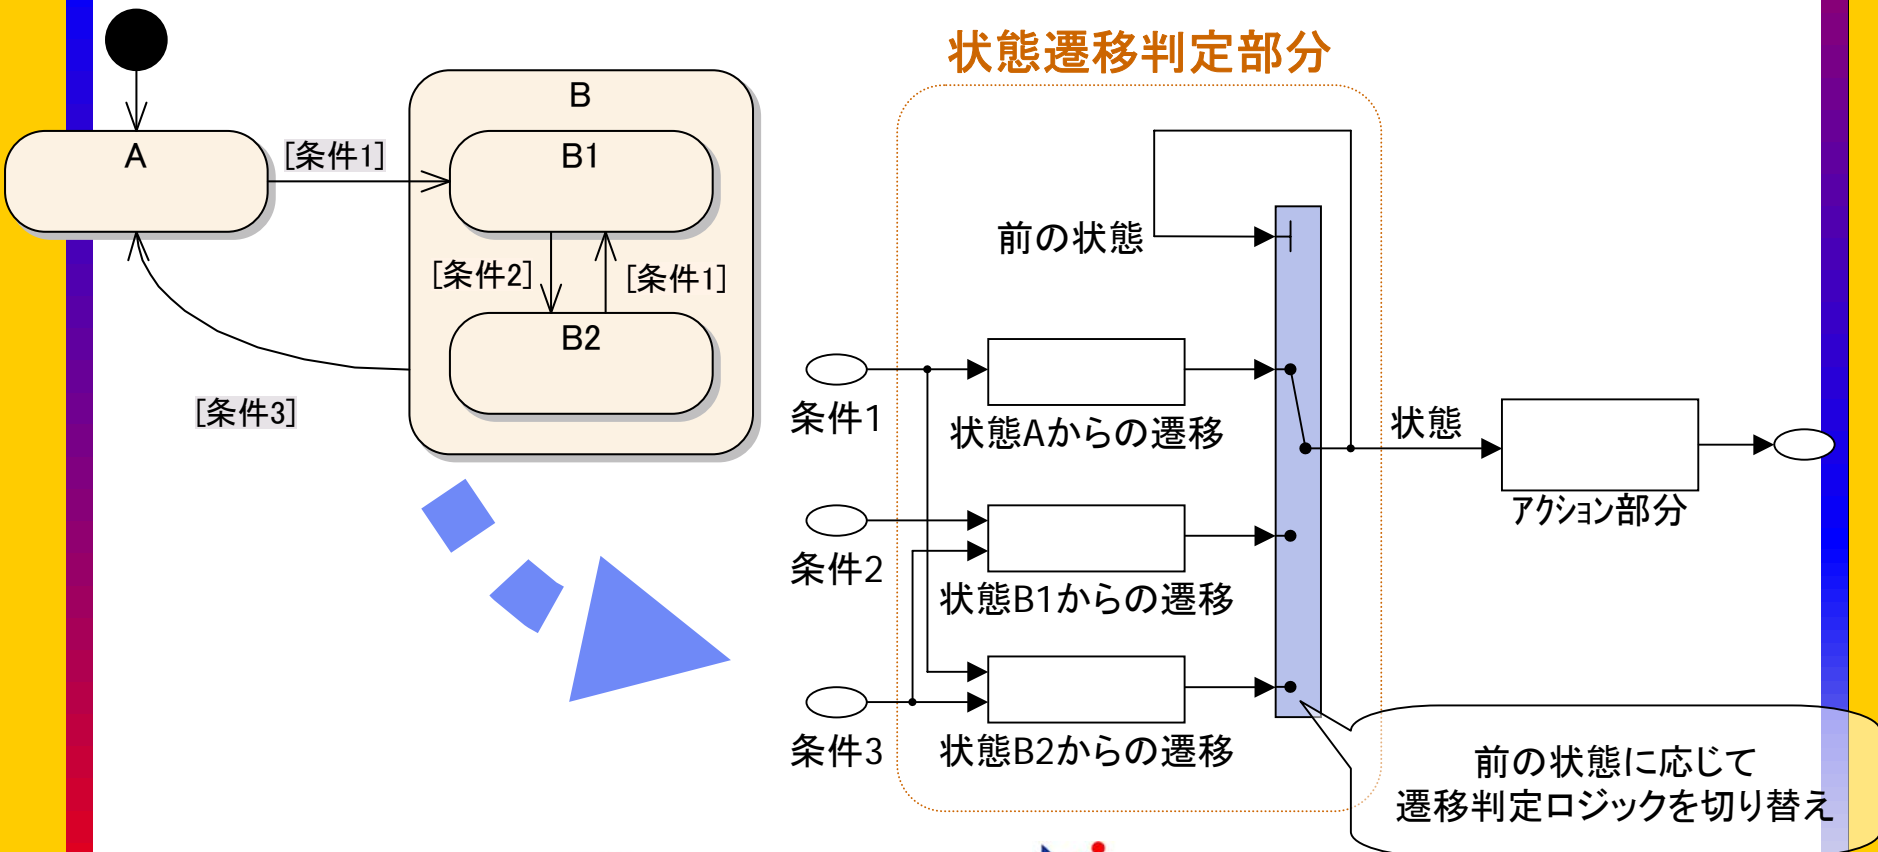 状態遷移判定部分
B
A
[条件1]
B1
[条件2]
[条件1]
B2
[条件3]
前の状態
条件1
状態Aからの遷移
状態
アクション部分
条件2
状態B1からの遷移
条件3
状態B2からの遷移
前の状態に応じて
遷移判定ロジックを切り替え